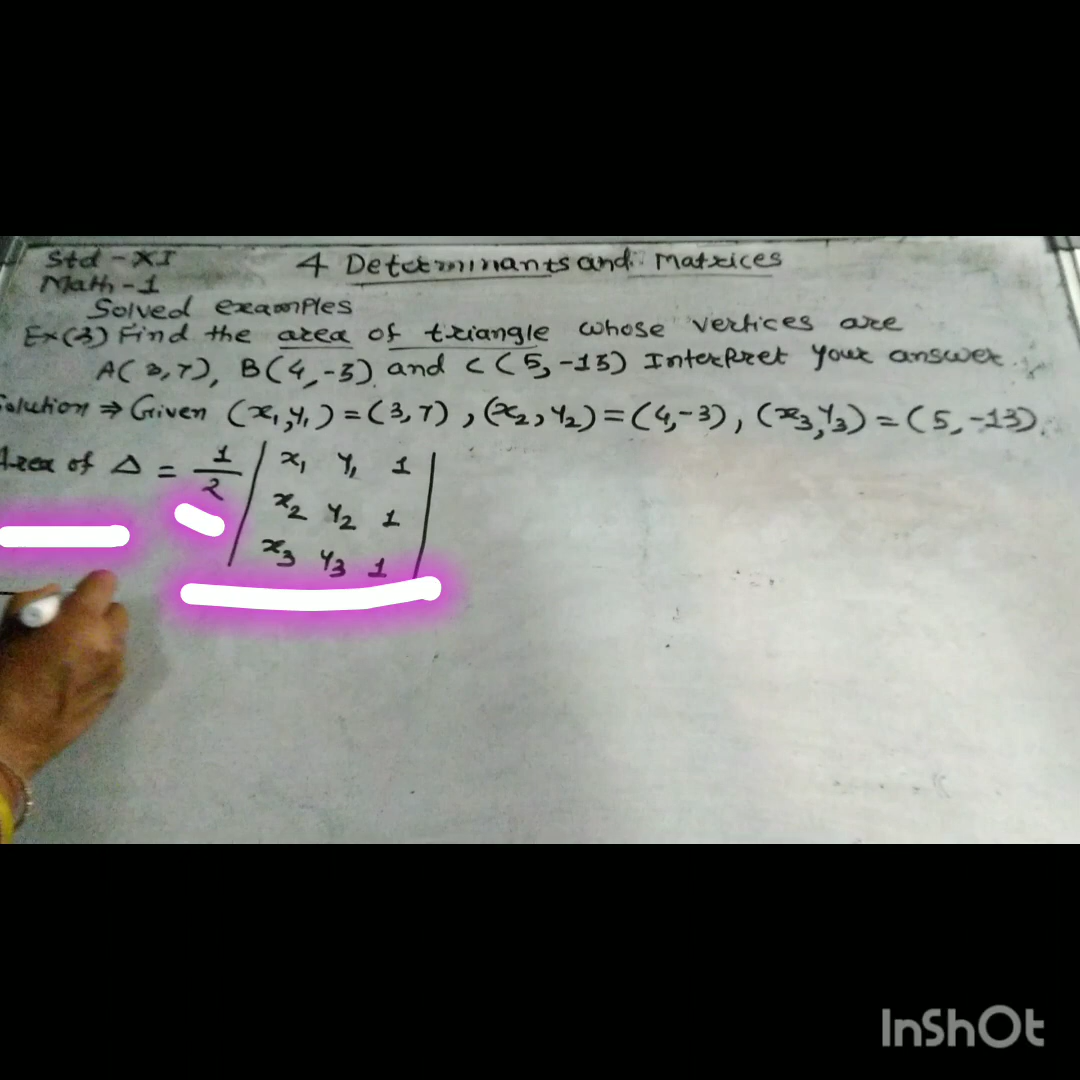 Std - XI
4 Determinants and Matrices
Math - 1
Solved examples
Ex(3) Find the area of triangle whose vertices are
A(3,7), B(4,-3) and C(5,-13) Interpret your answer.
Solution ⇒ Given (x₁,y₁)=(3,7), (x₂,y₂)=(4,-3), (x₃,y₃)=(5,-13).
Area of Δ = 1/2 | x₁ y₁ 1 |
x₂ y₂ 1
x₃ y₃ 1
InShOt